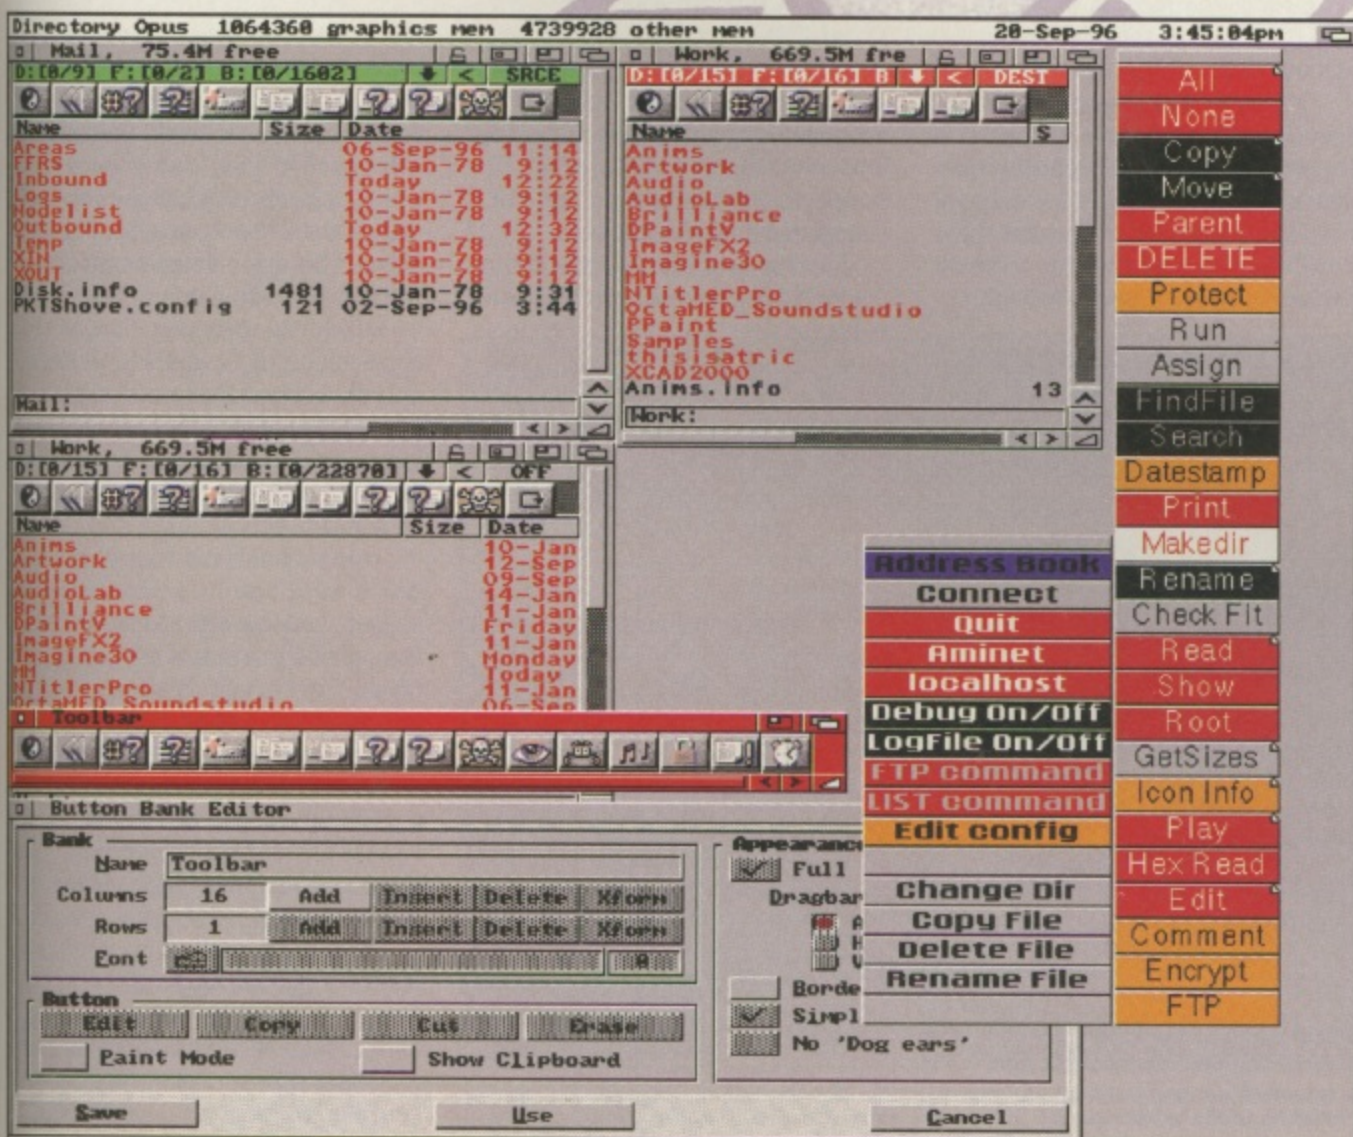 Directory Opus 1064360 graphics mem 4739928 other mem 20-Sep-96 3:45:04pm
Mail, 75.4M free
D:[0/9] F:[0/2] B:[0/1602] < SRCE
Name Size Date
Areas 06-Sep-96 11:14
FFRS 10-Jan-78 9:12
Inbound Today 12:22
Logs 10-Jan-78 9:12
Nodelist 10-Jan-78 9:12
Outbound Today 12:32
Temp 10-Jan-78 9:12
XIN 10-Jan-78 9:12
XOUT 10-Jan-78 9:12
Disk.info 1481 10-Jan-78 9:31
PKTShove.config 121 02-Sep-96 3:44
Mail:
Work, 669.5M fre
D:[0/15] F:[0/16] B < DEST
Name S
Anims
Artwork
Audio
AudioLab
Brilliance
DPaintV
ImageFX2
Imagine30
MM
NTitlerPro
OctaMED_Soundstudio
PPaint
Samples
thisisatric
XCAD2000
Anims.info 13
Work:
Work, 669.5M free
D:[0/15] F:[0/16] B:[0/22870] < OFF
Name Size Date
Anims 10-Jan
Artwork 12-Sep
Audio 09-Sep
AudioLab 14-Jan
Brilliance 11-Jan
DPaintV Friday
ImageFX2 11-Jan
Imagine30 Monday
MM Today
NTitlerPro 11-Jan
OctaMED_Soundstudio 06-Sep
Toolbar
Button Bank Editor
Bank
Name Toolbar
Columns 16 Add Insert Delete Xform
Rows 1 Add Insert Delete Xform
Font 0
Button
Edit Copy Cut Erase
Paint Mode Show Clipboard
Appearance
Full
Dragbar
A
H
V
Borde
Simpl
No 'Dog ears'
Save Use Cancel
Address Book
Connect
Quit
Aminet
localhost
Debug On/Off
LogFile On/Off
FTP command
LIST command
Edit config
Change Dir
Copy File
Delete File
Rename File
All
None
Copy
Move
Parent
DELETE
Protect
Run
Assign
FindFile
Search
Datestamp
Print
Makedir
Rename
Check Fit
Read
Show
Root
GetSizes
Icon Info
Play
Hex Read
Edit
Comment
Encrypt
FTP